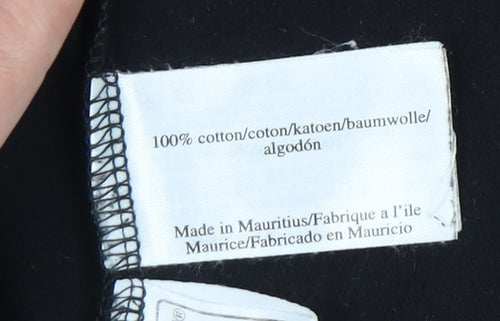 100% cotton/coton/katoen/baumwolle/
algodón
Made in Mauritius/Fabrique a l'ile
Maurice/Fabricado en Mauricio
®